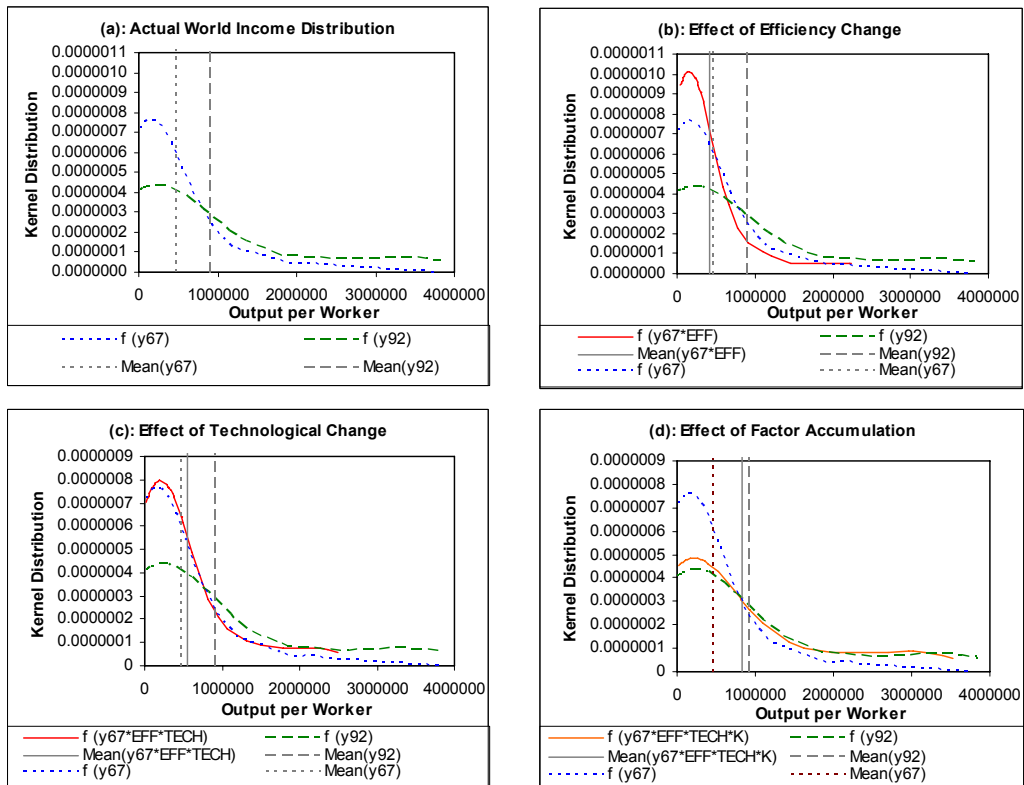 (a): Actual World Income Distribution
Kernel Distribution
0.0000011
0.0000010
0.0000009
0.0000008
0.0000007
0.0000006
0.0000005
0.0000004
0.0000003
0.0000002
0.0000001
0.0000000
0 1000000 2000000 3000000 4000000
Output per Worker
f (y67) f (y92)
Mean(y67) Mean(y92)
(b): Effect of Efficiency Change
Kernel Distribution
0.0000011
0.0000010
0.0000009
0.0000008
0.0000007
0.0000006
0.0000005
0.0000004
0.0000003
0.0000002
0.0000001
0.0000000
0 1000000 2000000 3000000 4000000
Output per Worker
f (y67*EFF) f (y92)
Mean(y67*EFF) Mean(y92)
f (y67) Mean(y67)
(c): Effect of Technological Change
Kernel Distribution
0.0000009
0.0000008
0.0000007
0.0000006
0.0000005
0.0000004
0.0000003
0.0000002
0.0000001
0
0 1000000 2000000 3000000 4000000
Output per Worker
f (y67*EFF*TECH) f (y92)
Mean(y67*EFF*TECH) Mean(y92)
f (y67) Mean(y67)
(d): Effect of Factor Accumulation
Kernel Distribution
0.0000009
0.0000008
0.0000007
0.0000006
0.0000005
0.0000004
0.0000003
0.0000002
0.0000001
0
0 1000000 2000000 3000000 4000000
Output per Worker
f (y67*EFF*TECH*K) f (y92)
Mean(y67*EFF*TECH*K) Mean(y92)
f (y67) Mean(y67)